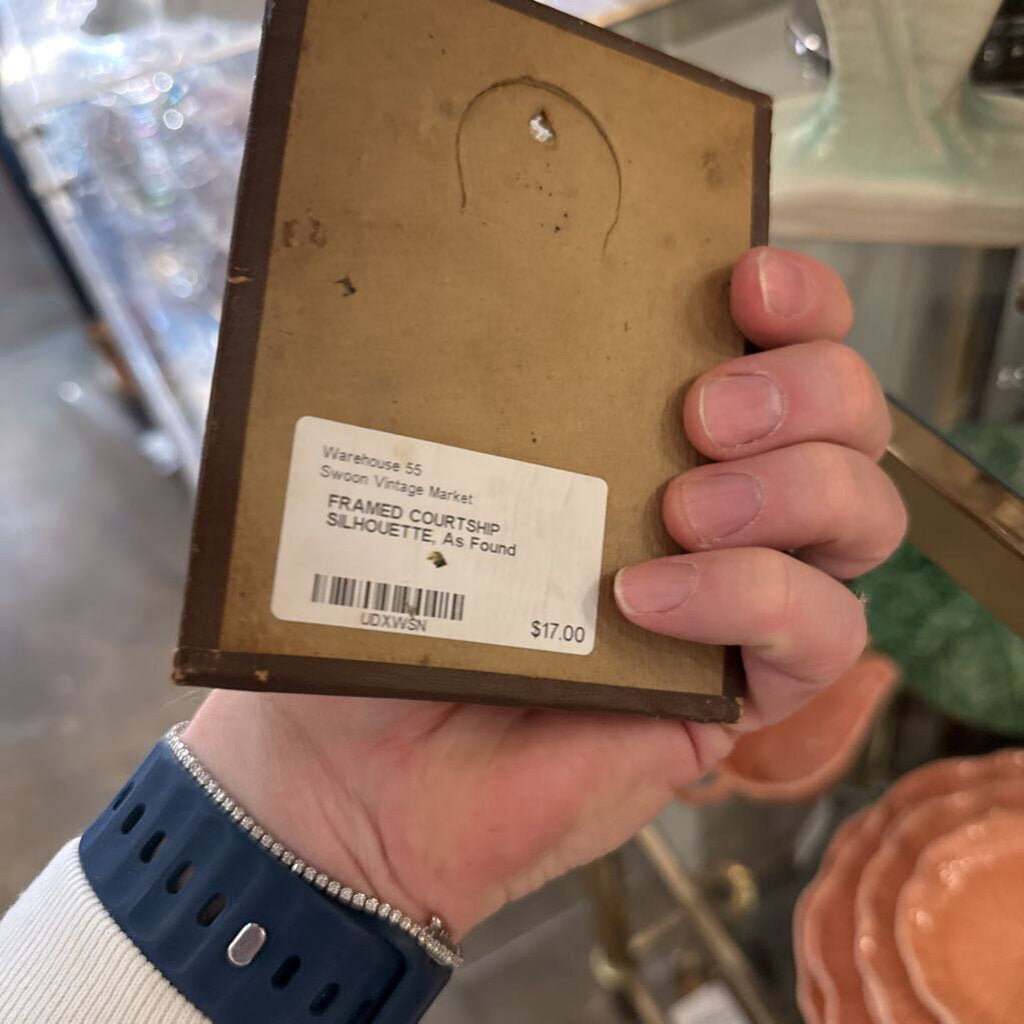 Warehouse 55
Swoon Vintage Market
FRAMED COURTSHIP
SILHOUETTE, As Found
UDXWSN
$17.00